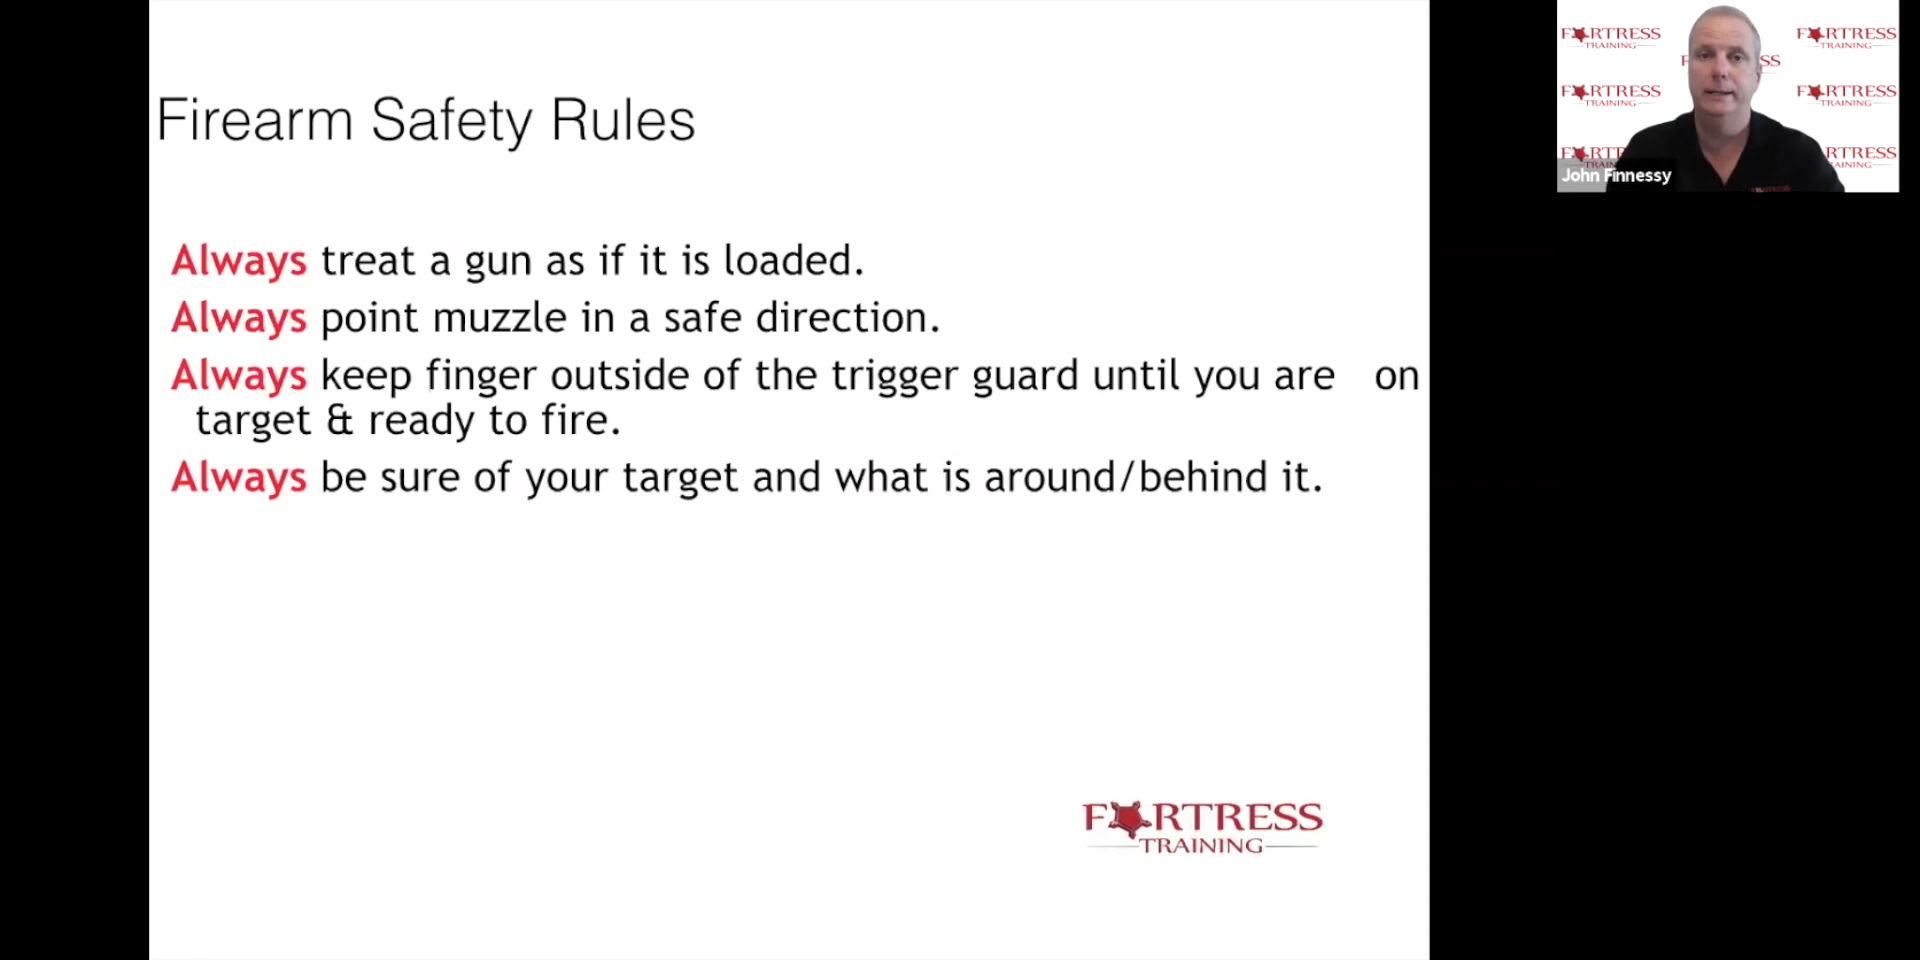 Firearm Safety Rules
Always treat a gun as if it is loaded.
Always point muzzle in a safe direction.
Always keep finger outside of the trigger guard until you are on
target & ready to fire.
Always be sure of your target and what is around/behind it.
FORTRESS
TRAINING
FORTRESS
TRAINING
FORTRESS
TRAINING
FORTRESS
TRAINING
FORTRESS
TRAINING
RTRESS
John Finnessy